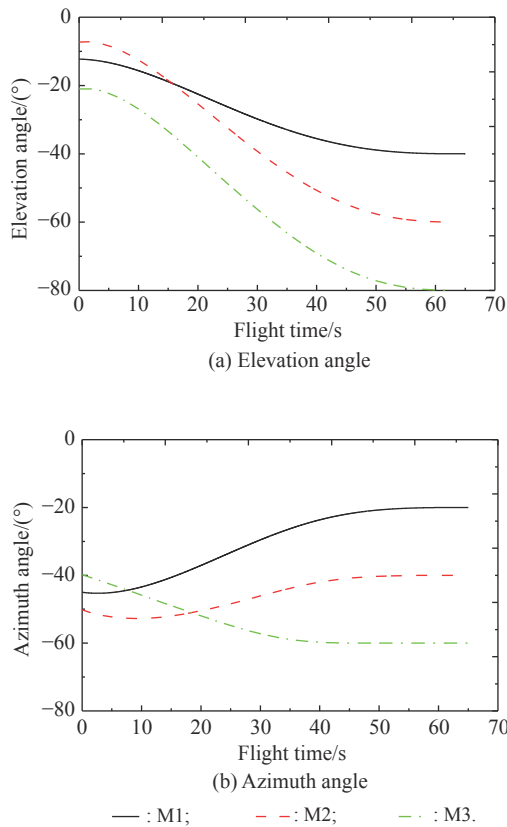 0
−20
−40
−60
−80
Elevation angle/(°)
0 10 20 30 40 50 60 70
Flight time/s
(a) Elevation angle
0
−20
−40
−60
−80
Azimuth angle/(°)
0 10 20 30 40 50 60 70
Flight time/s
(b) Azimuth angle
: M1; : M2; : M3.